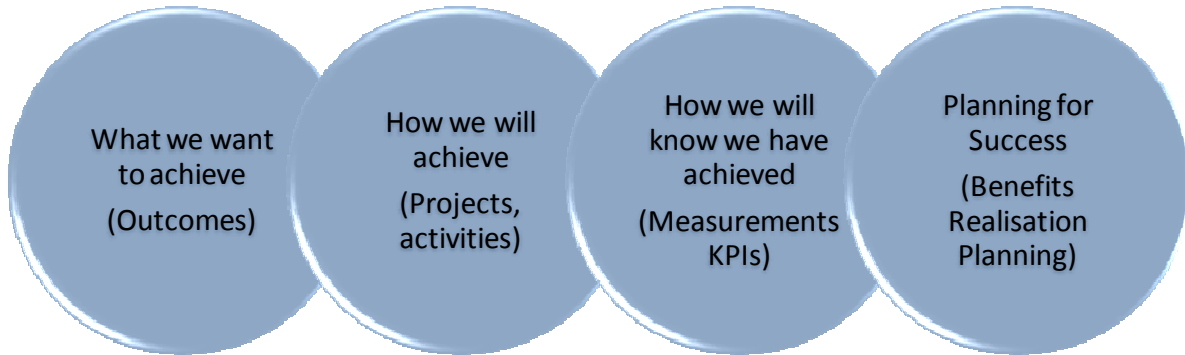 What we want
to achieve
(Outcomes)
How we will
achieve
(Projects,
activities)
How we will
know we have
achieved
(Measurements
KPIs)
Planning for
Success
(Benefits
Realisation
Planning)